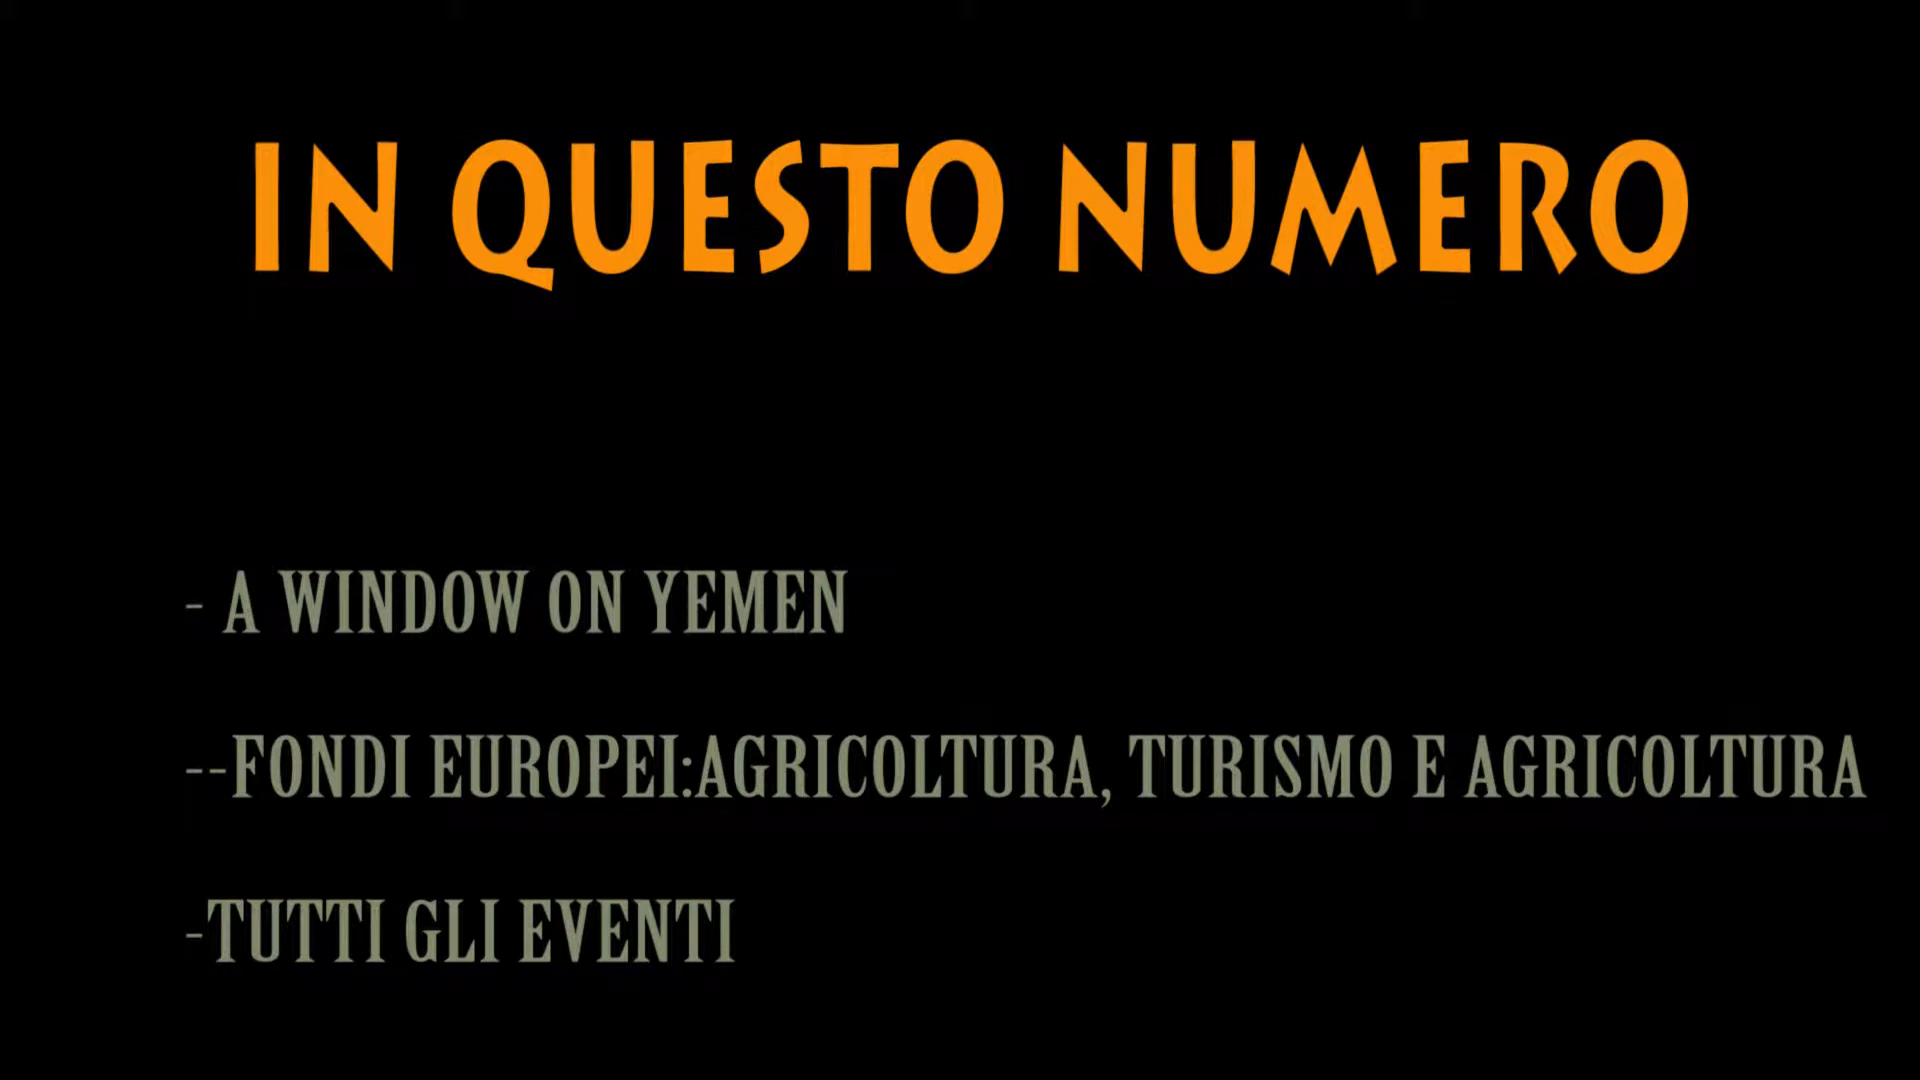 IN QUESTO NUMERO
- A WINDOW ON YEMEN
--FONDI EUROPEI:AGRICOLTURA, TURISMO E AGRICOLTURA
-TUTTI GLI EVENTI